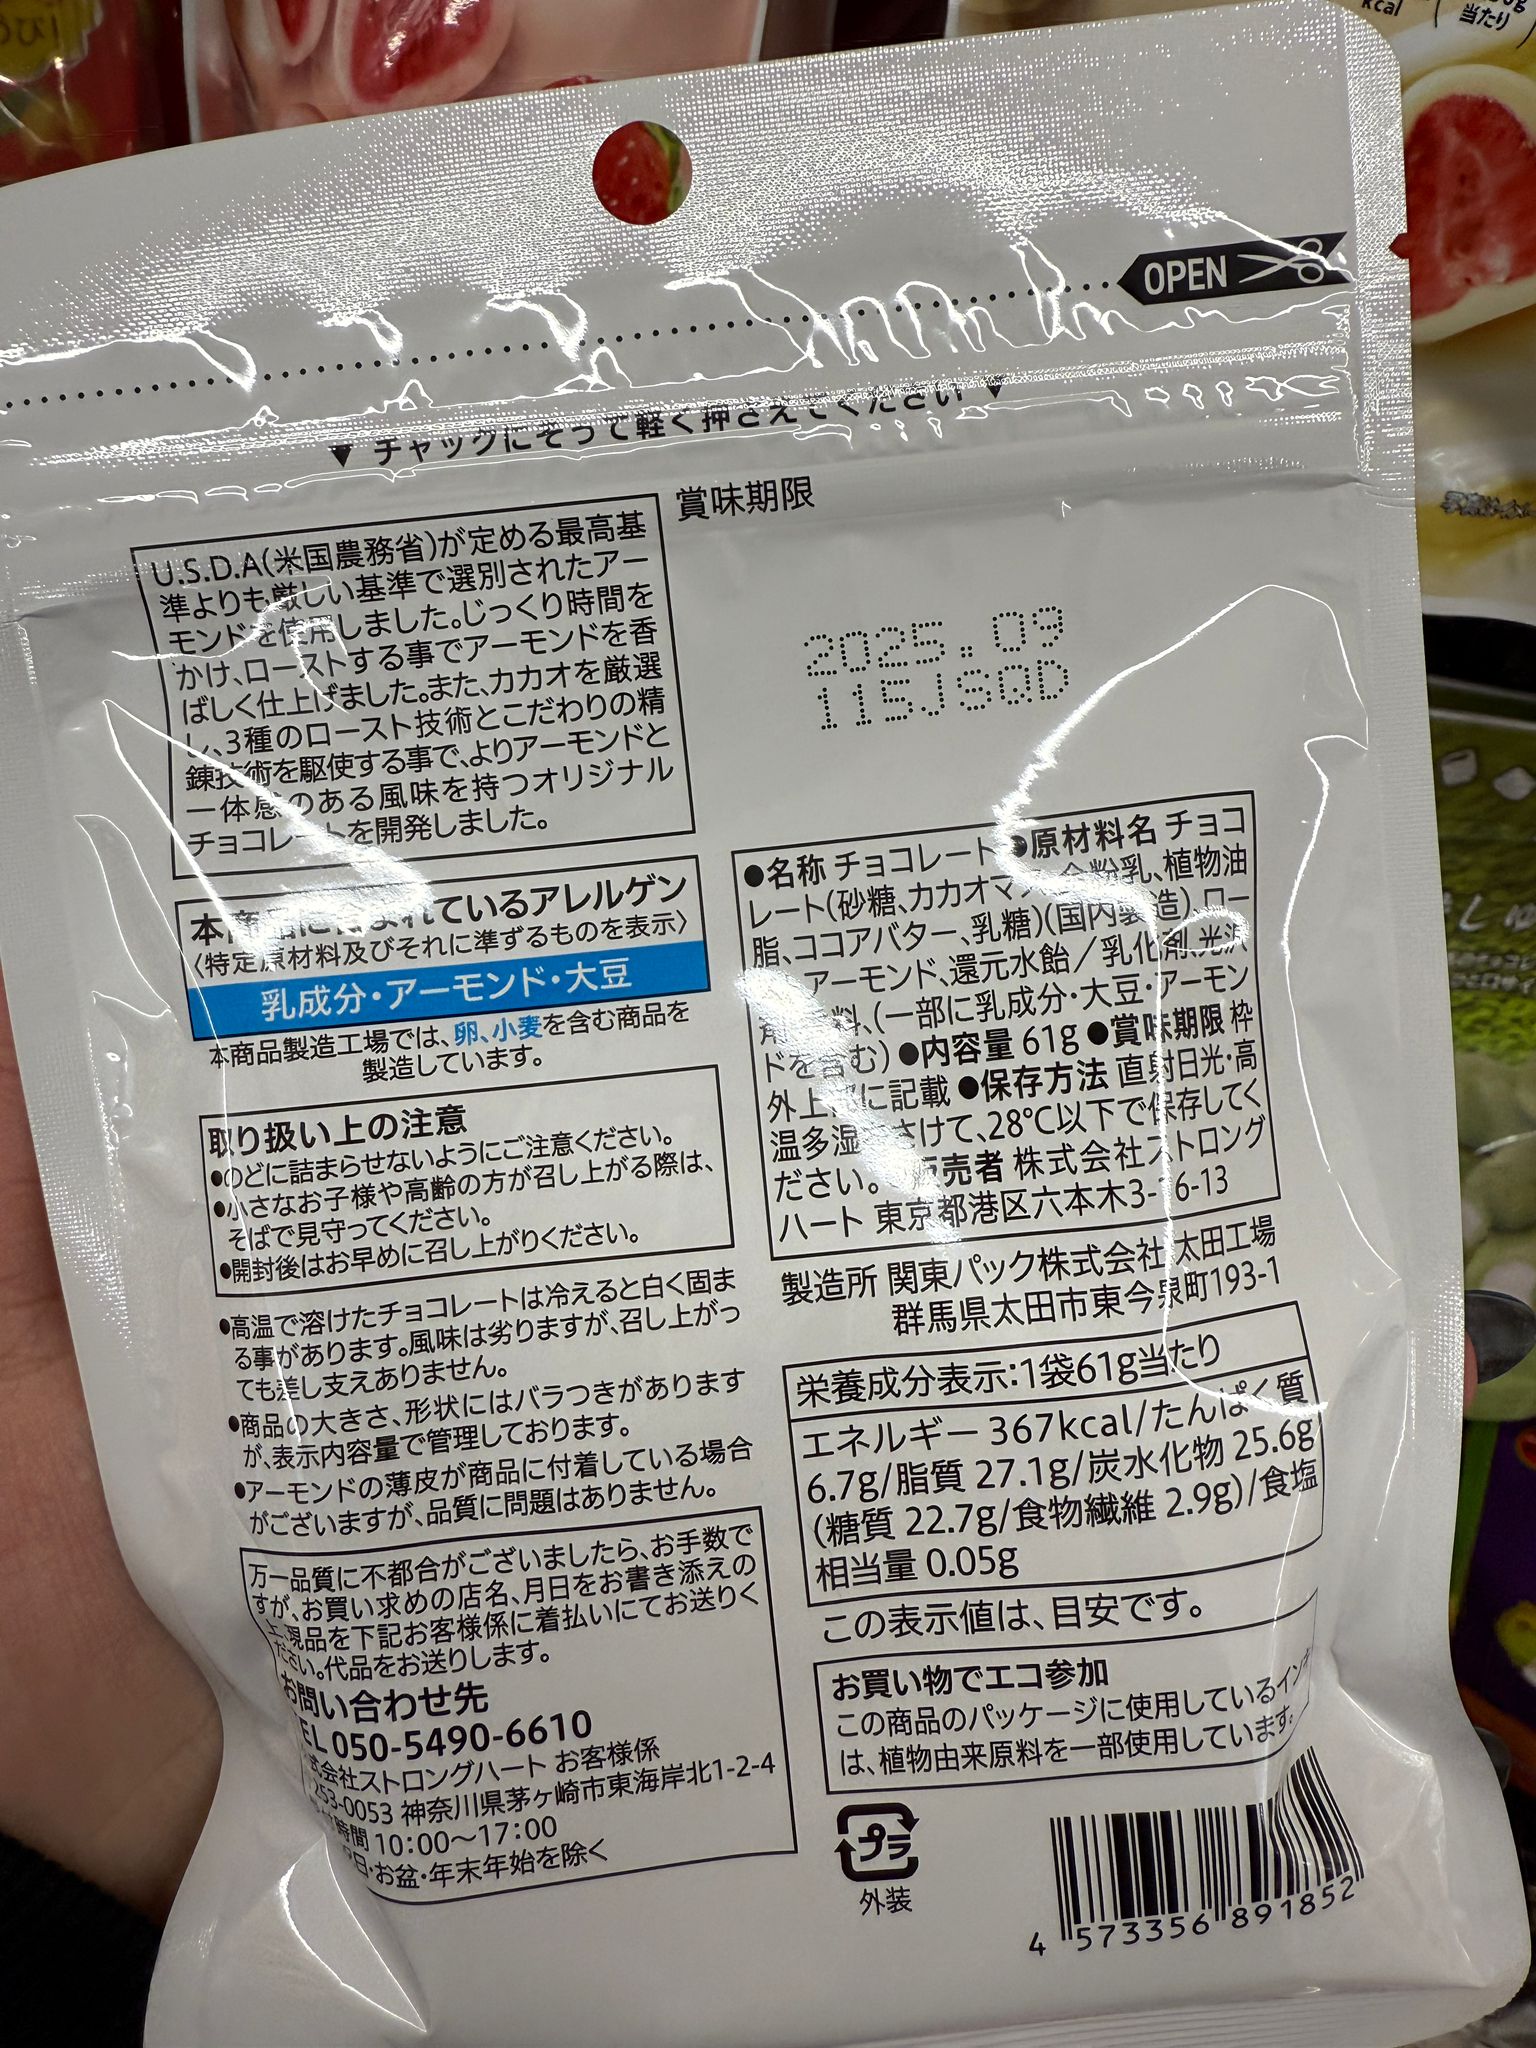 OPEN
▼ チャックにそって軽く押さえてください ▼
賞味期限
2025.09
115JSQD
U.S.D.A(米国農務省)が定める最高基
準よりも厳しい基準で選別されたアー
モンドを使用しました。じっくり時間を
かけ、ローストする事でアーモンドを香
ばしく仕上げました。また、カカオを厳選
し、3種のロースト技術とこだわりの精
錬技術を駆使する事で、よりアーモンドと
一体感のある風味を持つオリジナル
チョコレートを開発しました。
本商品に含まれているアレルゲン
〈特定原材料及びそれに準ずるものを表示〉
乳成分・アーモンド・大豆
本商品製造工場では、卵、小麦を含む商品を
製造しています。
取り扱い上の注意
●のどに詰まらせないようにご注意ください。
●小さなお子様や高齢の方が召し上がる際は、
そばで見守ってください。
●開封後はお早めに召し上がりください。
●高温で溶けたチョコレートは冷えると白く固ま
る事があります。風味は劣りますが、召し上がっ
ても差し支えありません。
●商品の大きさ、形状にはバラつきがあります
が、表示内容量で管理しております。
●アーモンドの薄皮が商品に付着している場合
がございますが、品質に問題はありません。
万一品質に不都合がございましたら、お手数で
すが、お買い求めの店名、月日をお書き添えの
上、現品を下記お客様係に着払いにてお送りく
ださい。代品をお送りします。
お問い合わせ先
TEL 050-5490-6610
式会社ストロングハート お客様係
253-0053 神奈川県茅ヶ崎市東海岸北1-2-4
時間 10:00〜17:00
日・お盆・年末年始を除く
●名称 チョコレート ●原材料名 チョコ
レート(砂糖、カカオマス、全粉乳、植物油
脂、ココアバター、乳糖)(国内製造)、ロー
アーモンド、還元水飴/乳化剤、光沢
剤、料、(一部に乳成分・大豆・アーモン
ドを含む) ●内容量 61g ●賞味期限 枠
外上部に記載 ●保存方法 直射日光・高
温多湿さけて、28℃以下で保存してく
ださい。 販売者 株式会社ストロング
ハート 東京都港区六本木3-16-13
製造所 関東パック株式会社 太田工場
群馬県太田市東今泉町193-1
栄養成分表示:1袋61g当たり
エネルギー 367kcal/たんぱく質
6.7g/脂質 27.1g/炭水化物 25.6g
(糖質 22.7g/食物繊維 2.9g)/食塩
相当量 0.05g
この表示値は、目安です。
お買い物でエコ参加
この商品のパッケージに使用しているインキ
は、植物由来原料を一部使用しています。
プラ
外装
4 573356 891852
kcal
当たり